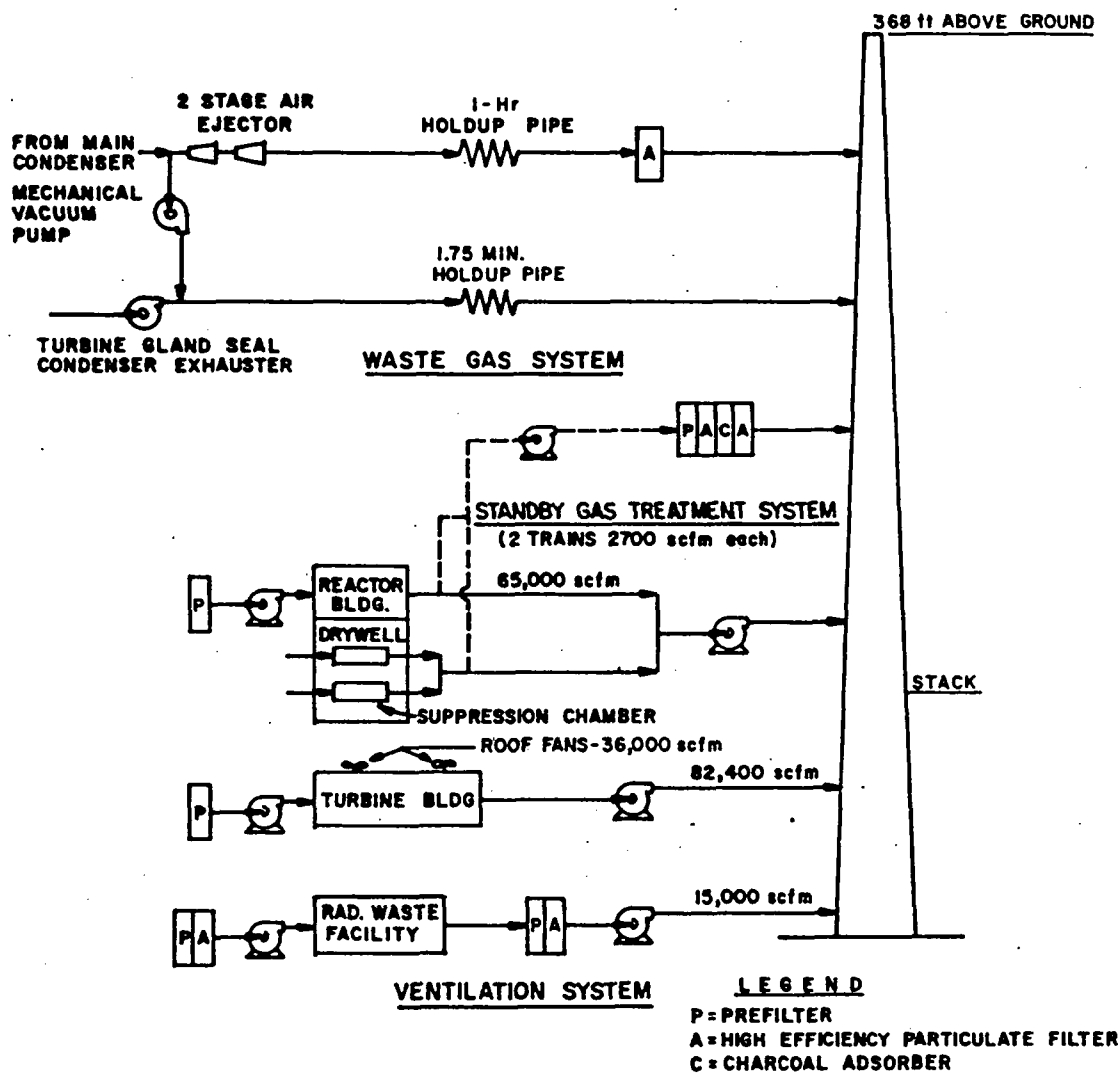 368 ft ABOVE GROUND
2 STAGE AIR
EJECTOR
1-Hr
HOLDUP PIPE
FROM MAIN
CONDENSER
A
MECHANICAL
VACUUM
PUMP
1.75 MIN.
HOLDUP PIPE
TURBINE GLAND SEAL
CONDENSER EXHAUSTER
WASTE GAS SYSTEM
P A C A
STANDBY GAS TREATMENT SYSTEM
(2 TRAINS 2700 scfm each)
65,000 scfm
P
REACTOR
BLDG.
DRYWELL
STACK
SUPPRESSION CHAMBER
ROOF FANS-36,000 scfm
82,400 scfm
P
TURBINE BLDG
15,000 scfm
P A
RAD. WASTE
FACILITY
P A
VENTILATION SYSTEM
LEGEND
P = PREFILTER
A = HIGH EFFICIENCY PARTICULATE FILTER
C = CHARCOAL ADSORBER